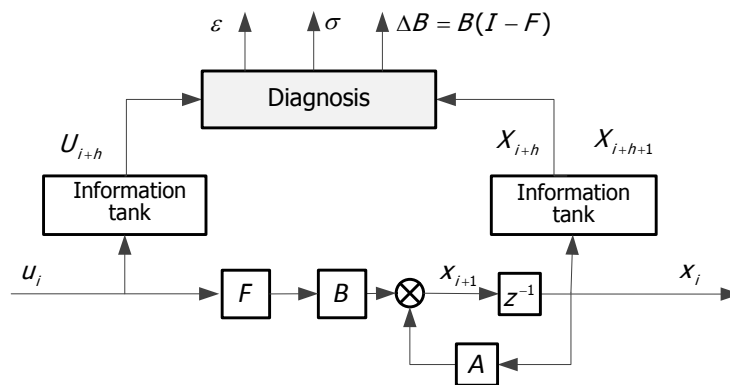 ε σ ΔB = B(I − F)
Diagnosis
U_{i+h} X_{i+h} X_{i+h+1}
Information
tank
Information
tank
u_i F B x_{i+1} z^{-1} x_i
A